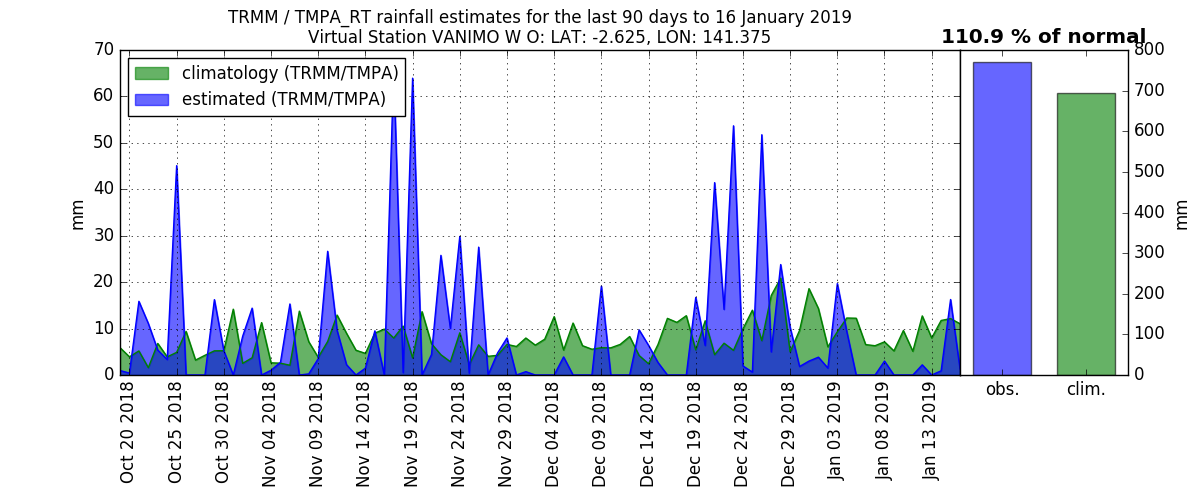 TRMM / TMPA_RT rainfall estimates for the last 90 days to 16 January 2019
Virtual Station VANIMO W O: LAT: -2.625, LON: 141.375
110.9 % of normal
climatology (TRMM/TMPA)
estimated (TRMM/TMPA)
mm
70
60
50
40
30
20
10
0
Oct 20 2018
Oct 25 2018
Oct 30 2018
Nov 04 2018
Nov 09 2018
Nov 14 2018
Nov 19 2018
Nov 24 2018
Nov 29 2018
Dec 04 2018
Dec 09 2018
Dec 14 2018
Dec 19 2018
Dec 24 2018
Dec 29 2018
Jan 03 2019
Jan 08 2019
Jan 13 2019
obs.
clim.
800
700
600
500
400
300
200
100
0
mm